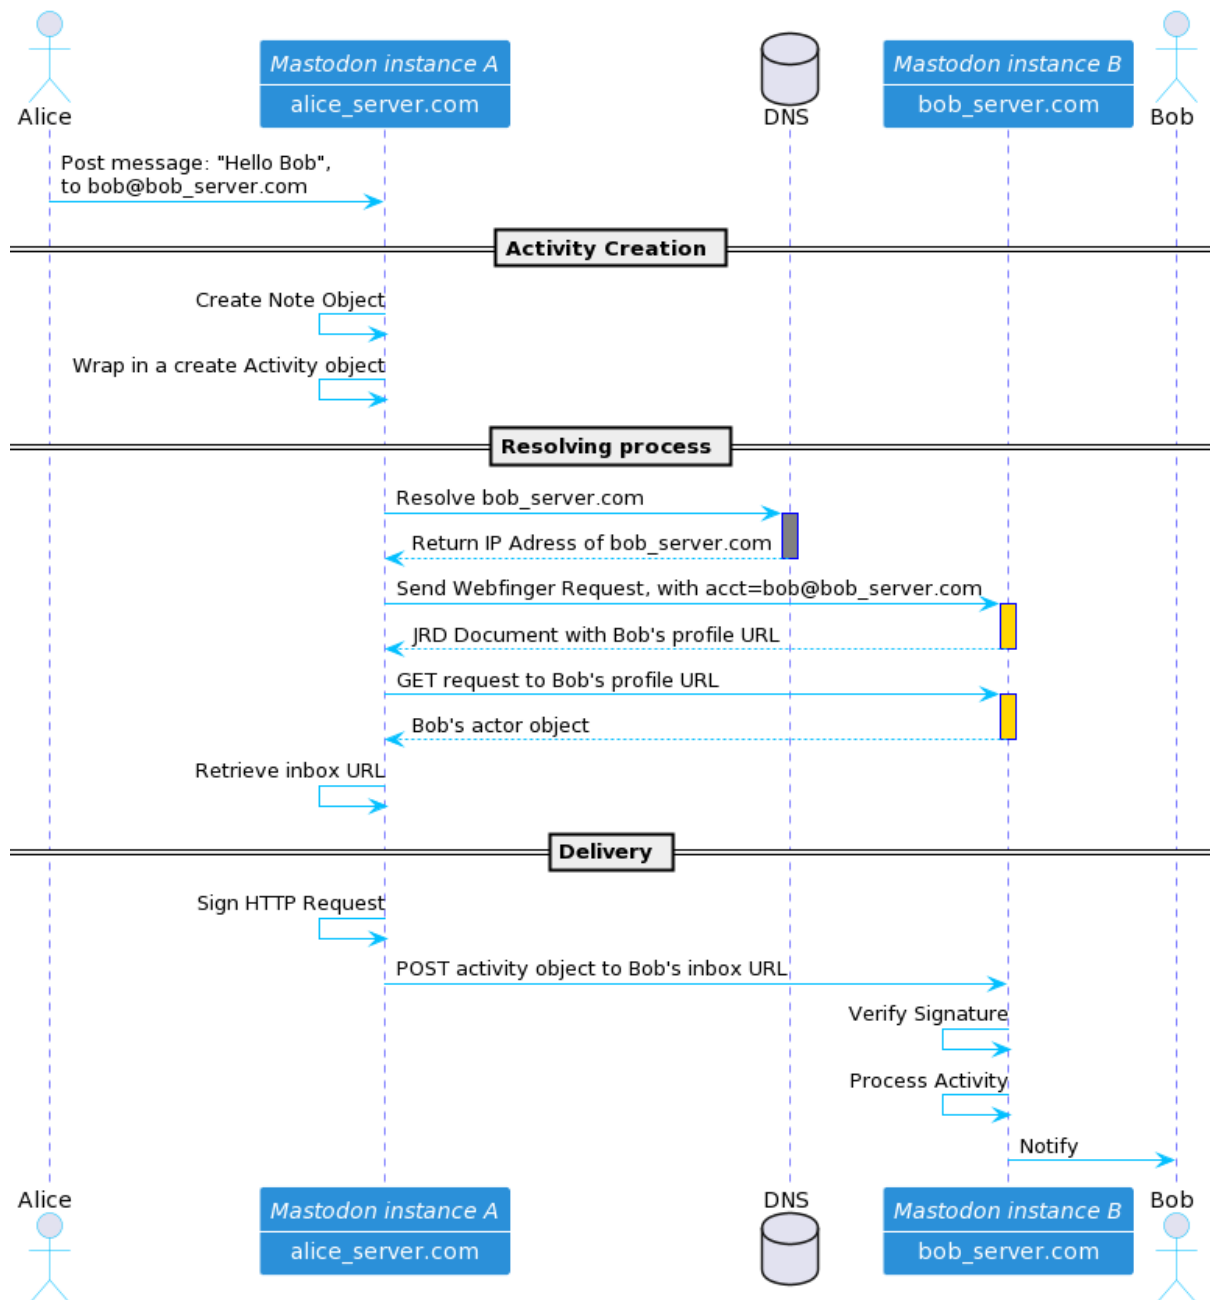 Alice
Mastodon instance A
alice_server.com
DNS
Mastodon instance B
bob_server.com
Bob
Post message: "Hello Bob",
to bob@bob_server.com
Activity Creation
Create Note Object
Wrap in a create Activity object
Resolving process
Resolve bob_server.com
Return IP Adress of bob_server.com
Send Webfinger Request, with acct=bob@bob_server.com
JRD Document with Bob's profile URL
GET request to Bob's profile URL
Bob's actor object
Retrieve inbox URL
Delivery
Sign HTTP Request
POST activity object to Bob's inbox URL
Verify Signature
Process Activity
Notify
Alice
Mastodon instance A
alice_server.com
DNS
Mastodon instance B
bob_server.com
Bob